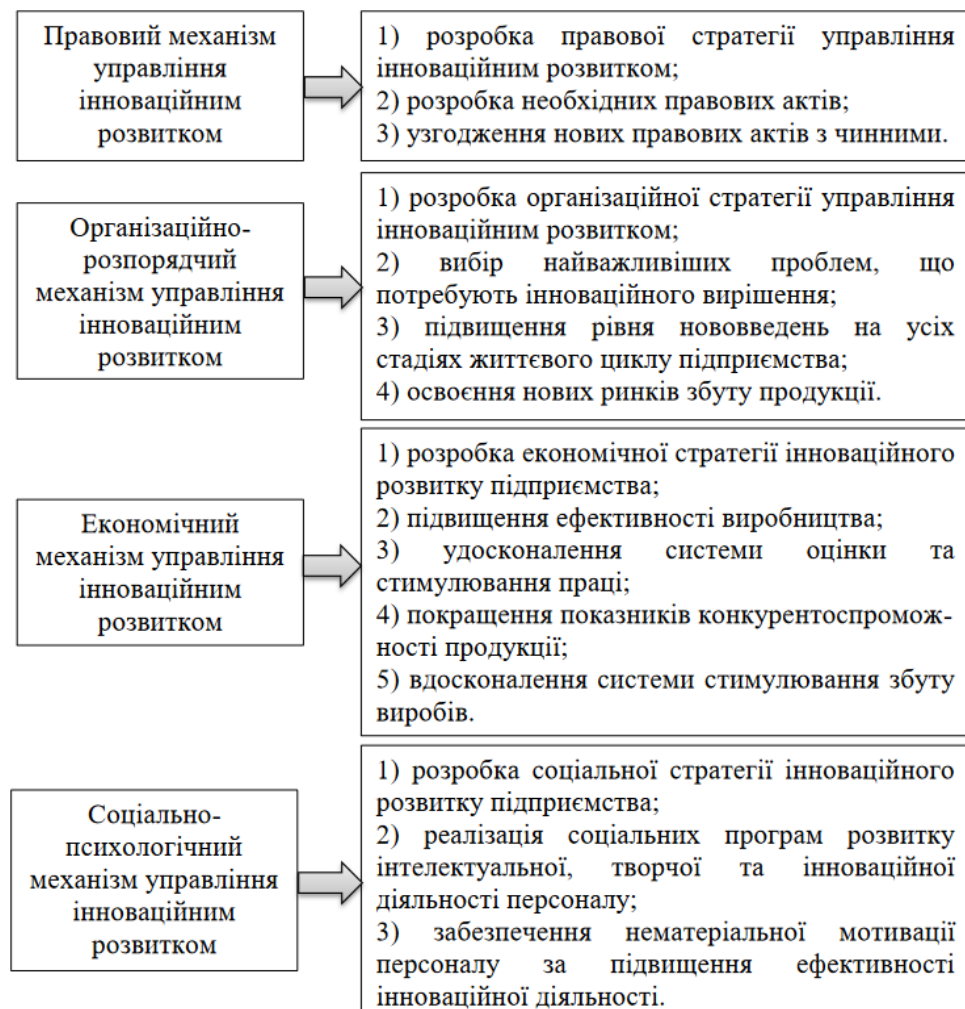 Правовий механізм
управління
інноваційним
розвитком
1) розробка правової стратегії управління
інноваційним розвитком;
2) розробка необхідних правових актів;
3) узгодження нових правових актів з чинними.
Організаційно-
розпорядчий
механізм управління
інноваційним
розвитком
1) розробка організаційної стратегії управління
інноваційним розвитком;
2) вибір найважливіших проблем, що
потребують інноваційного вирішення;
3) підвищення рівня нововведень на усіх
стадіях життєвого циклу підприємства;
4) освоєння нових ринків збуту продукції.
Економічний
механізм управління
інноваційним
розвитком
1) розробка економічної стратегії інноваційного
розвитку підприємства;
2) підвищення ефективності виробництва;
3) удосконалення системи оцінки та
стимулювання праці;
4) покращення показників конкурентоспромож-
ності продукції;
5) вдосконалення системи стимулювання збуту
виробів.
Соціально-
психологічний
механізм управління
інноваційним
розвитком
1) розробка соціальної стратегії інноваційного
розвитку підприємства;
2) реалізація соціальних програм розвитку
інтелектуальної, творчої та інноваційної
діяльності персоналу;
3) забезпечення нематеріальної мотивації
персоналу за підвищення ефективності
інноваційної діяльності.